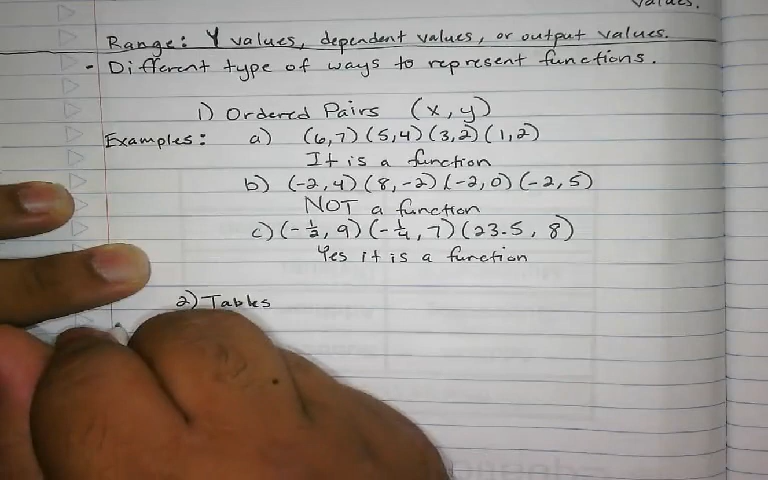 values.
Range: Y values, dependent values, or output values.
- Different type of ways to represent functions.
1) Ordered Pairs (x,y)
Examples: a) (6,7) (5,4) (3,2) (1,2)
It is a function
b) (-2,4) (8,-2) (-2,0) (-2,5)
NOT a function
c) (-1/2, 9) (-1/4, 7) (23.5, 8)
Yes it is a function
2) Tables